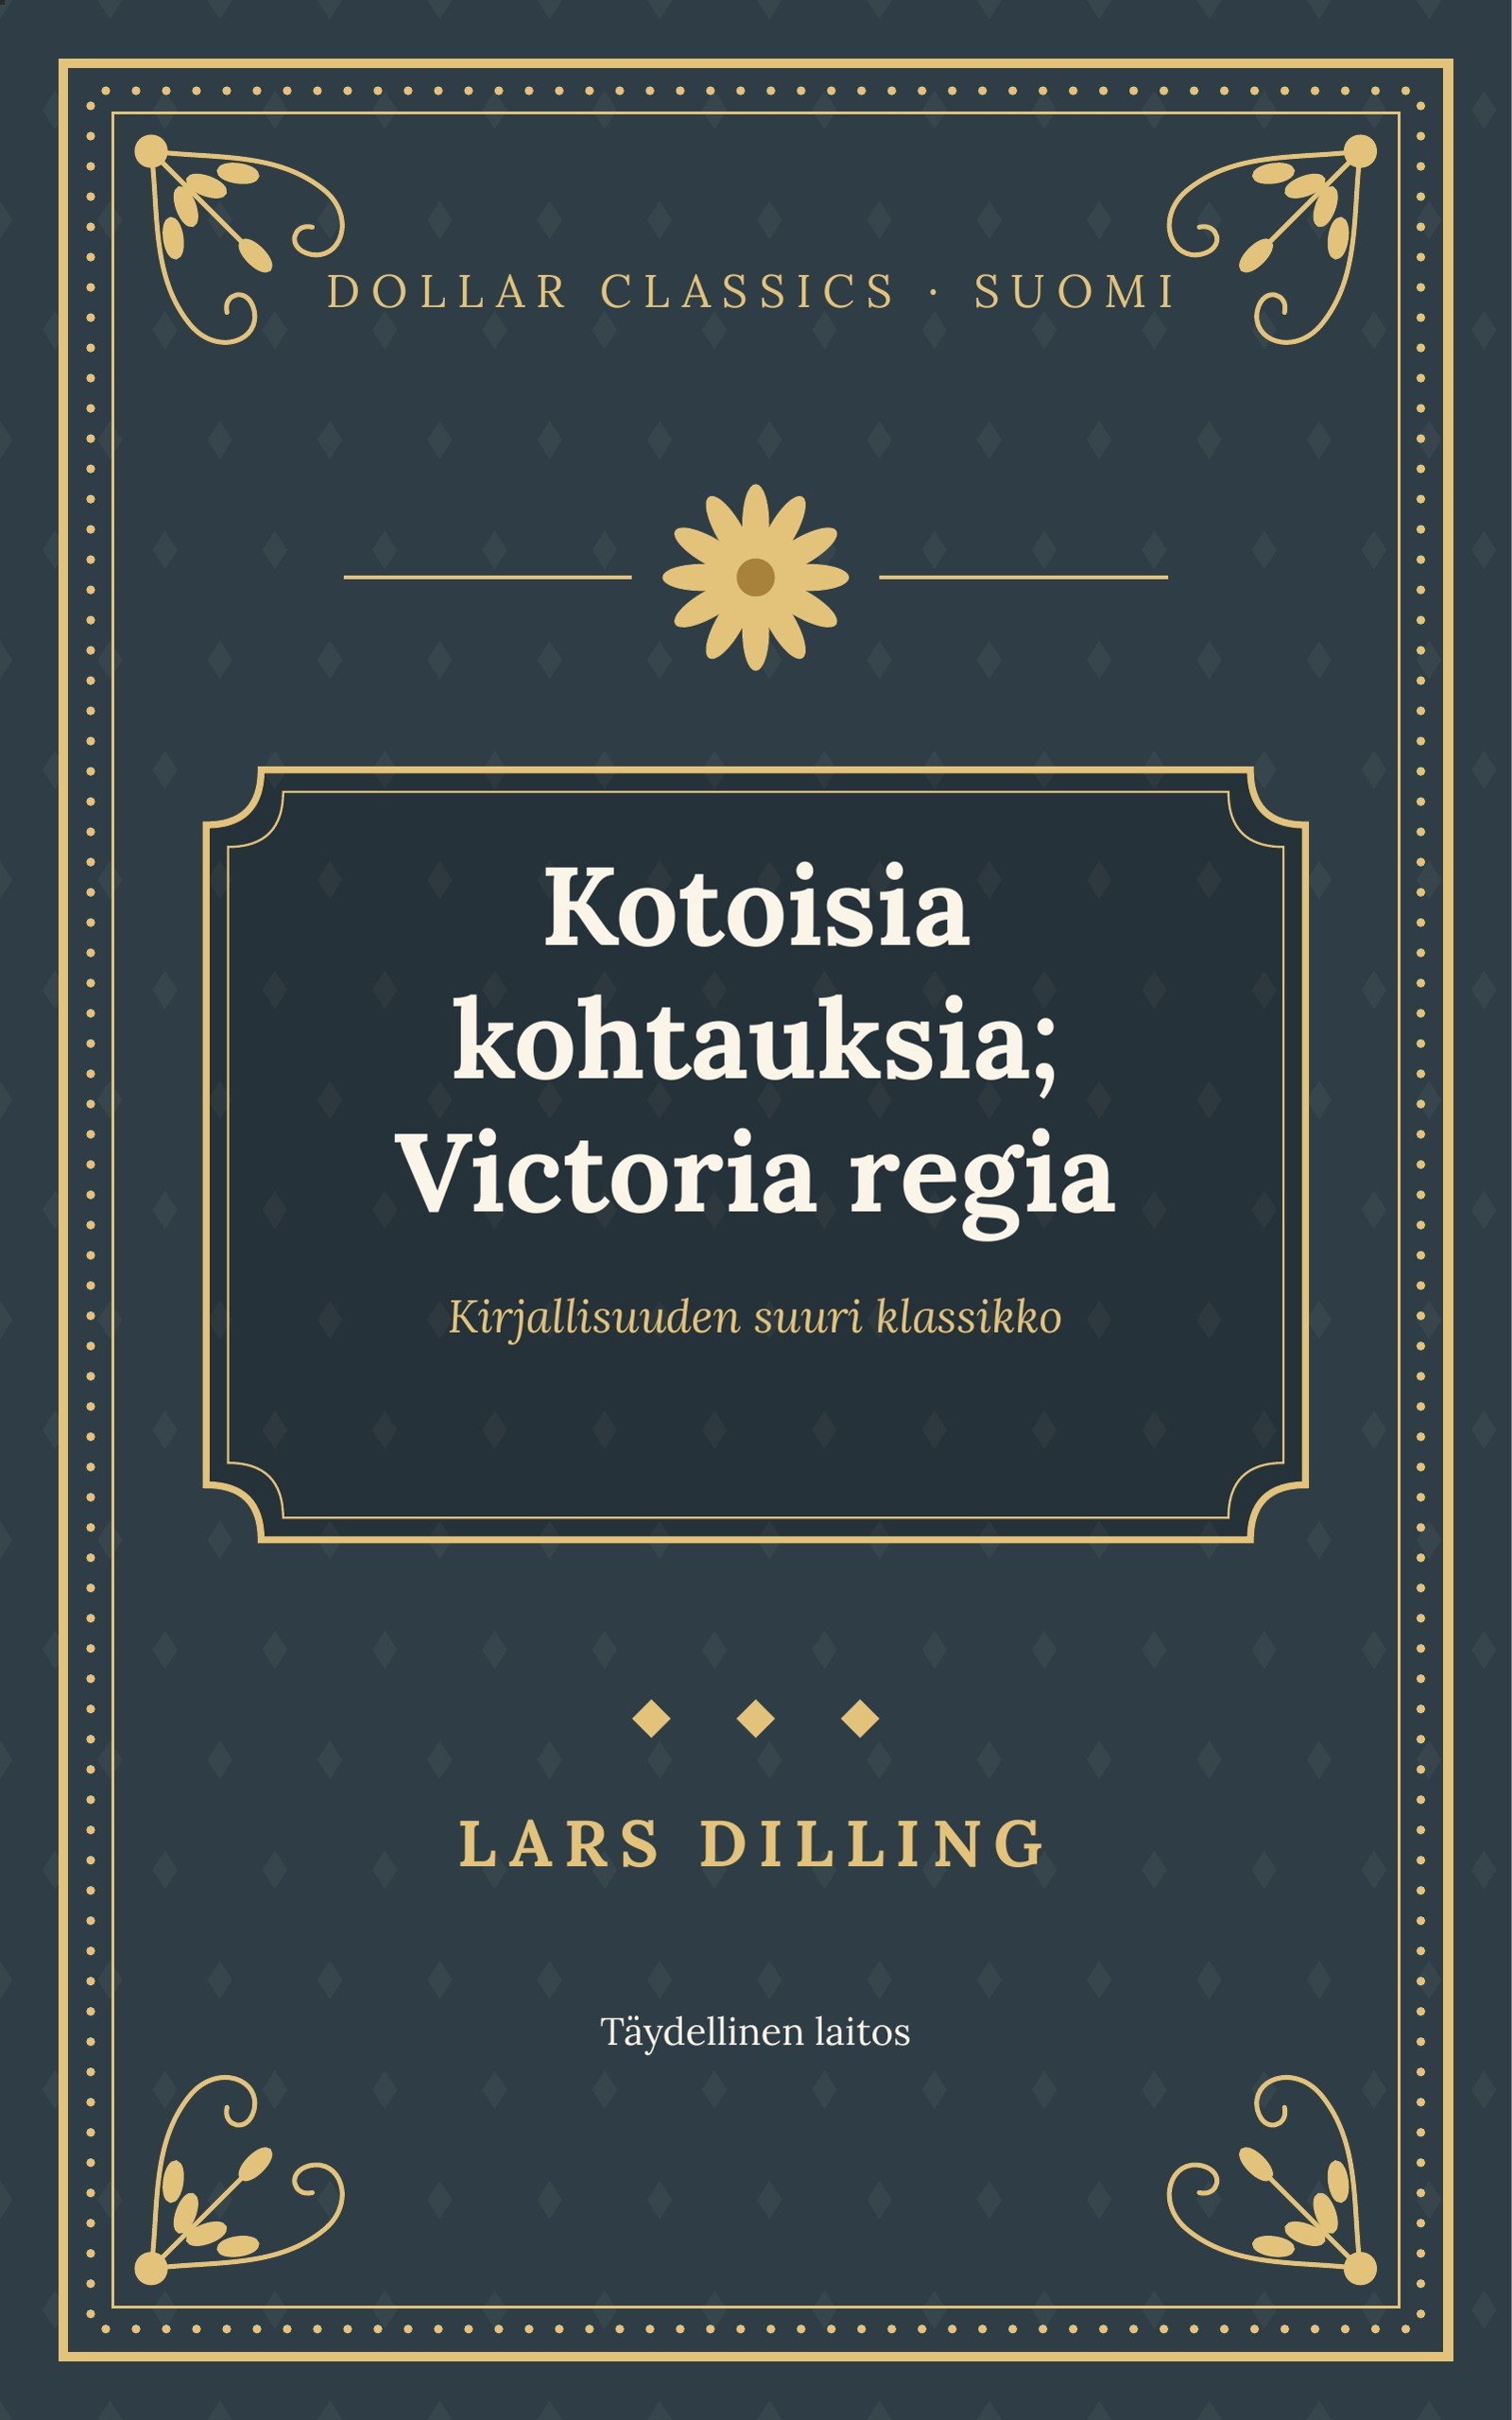 DOLLAR CLASSICS · SUOMI
Kotoisia
kohtauksia;
Victoria regia
Kirjallisuuden suuri klassikko
LARS DILLING
Täydellinen laitos